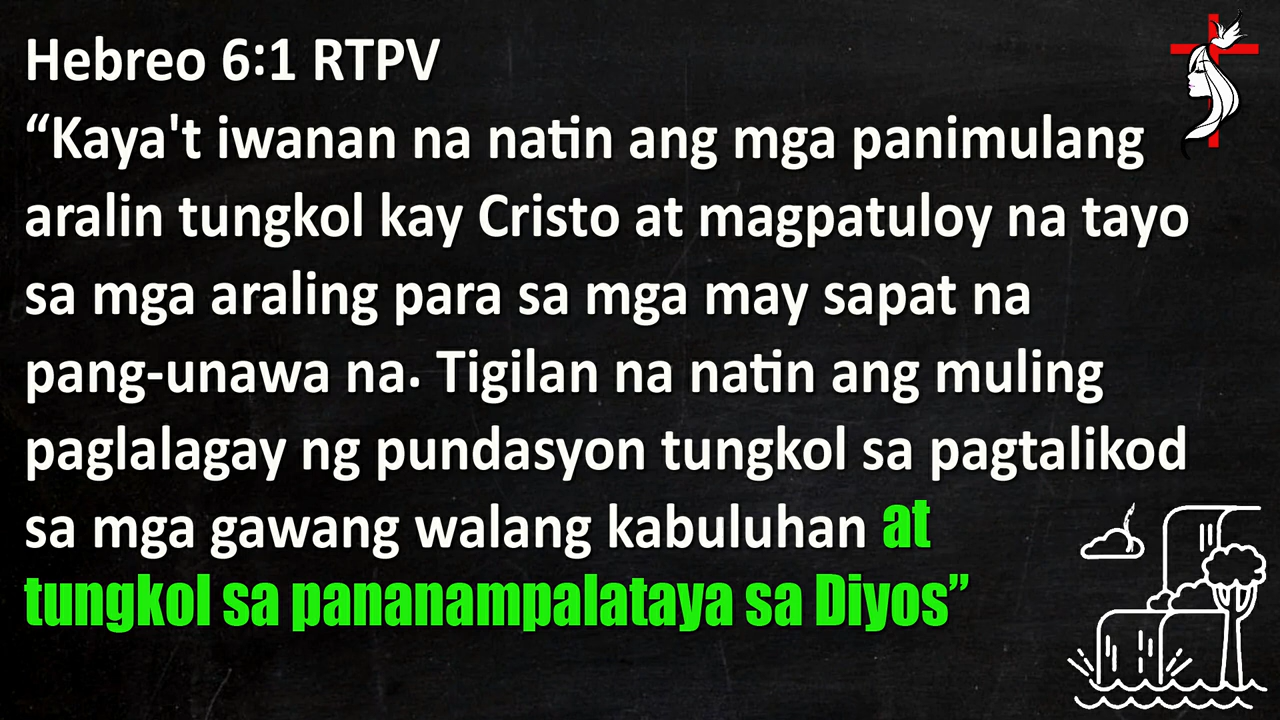 Hebreo 6:1 RTPV
“Kaya't iwanan na natin ang mga panimulang
aralin tungkol kay Cristo at magpatuloy na tayo
sa mga araling para sa mga may sapat na
pang-unawa na. Tigilan na natin ang muling
paglalagay ng pundasyon tungkol sa pagtalikod
sa mga gawang walang kabuluhan at
tungkol sa pananampalataya sa Diyos”